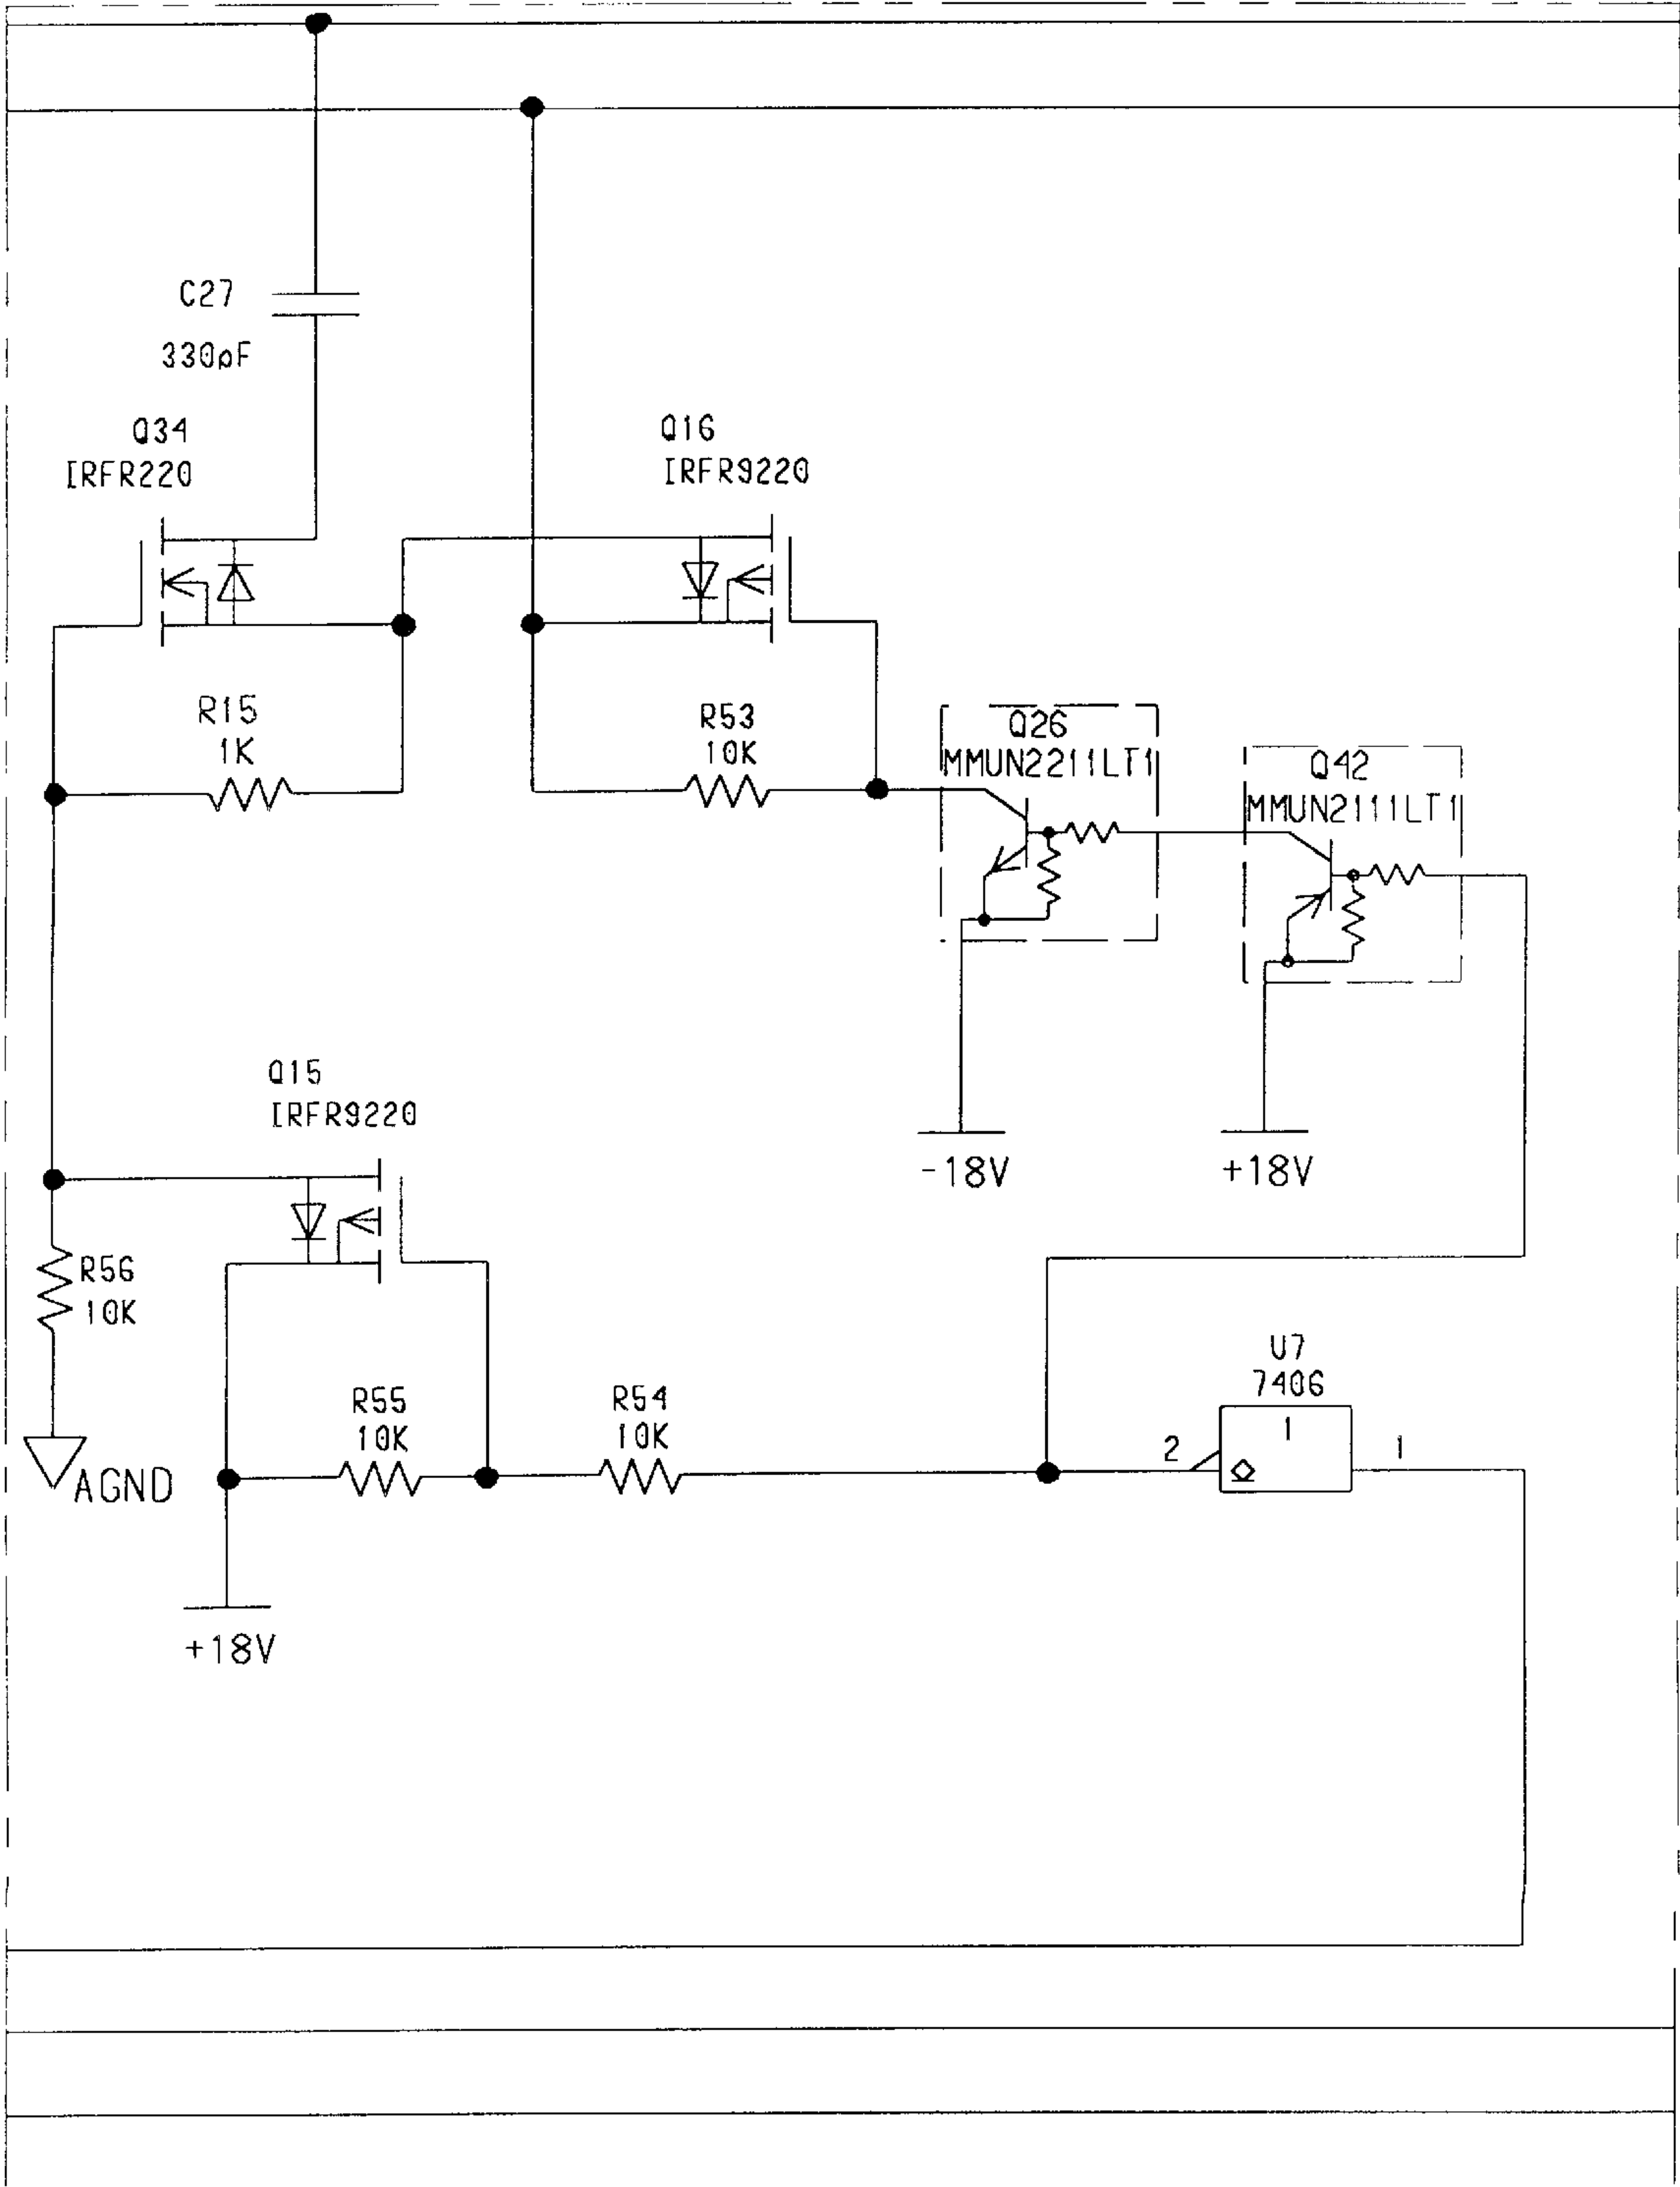 C27
330pF
Q34
IRFR220
Q16
IRFR9220
R15
1K
R53
10K
Q26
MMUN2211LT1
Q42
MMUN2111LT1
Q15
IRFR9220
-18V
+18V
R56
10K
U7
7406
1
2
1
R55
10K
R54
10K
AGND
+18V